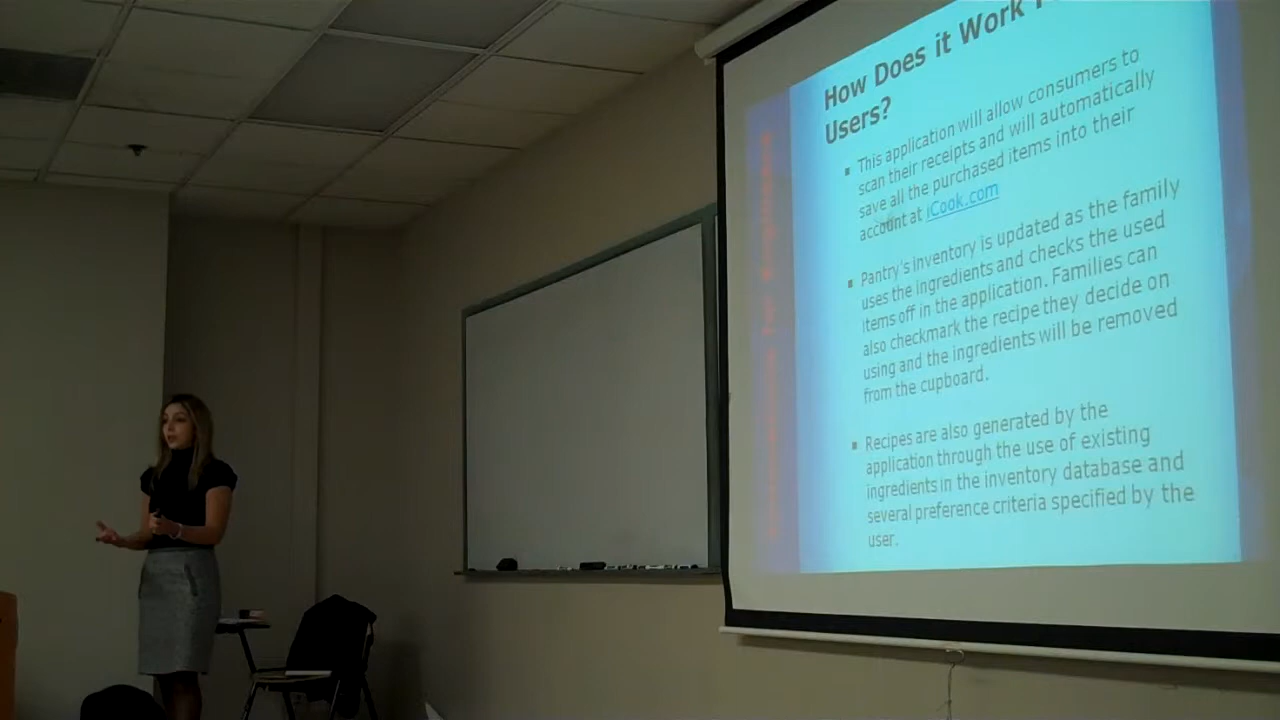 How Does it Work
Users?
▪ This application will allow consumers to
scan their receipts and will automatically
save all the purchased items into their
account at iCook.com
▪ Pantry's inventory is updated as the family
uses the ingredients and checks the used
items off in the application. Families can
also checkmark the recipe they decide on
using and the ingredients will be removed
from the cupboard.
▪ Recipes are also generated by the
application through the use of existing
ingredients in the inventory database and
several preference criteria specified by the
user.